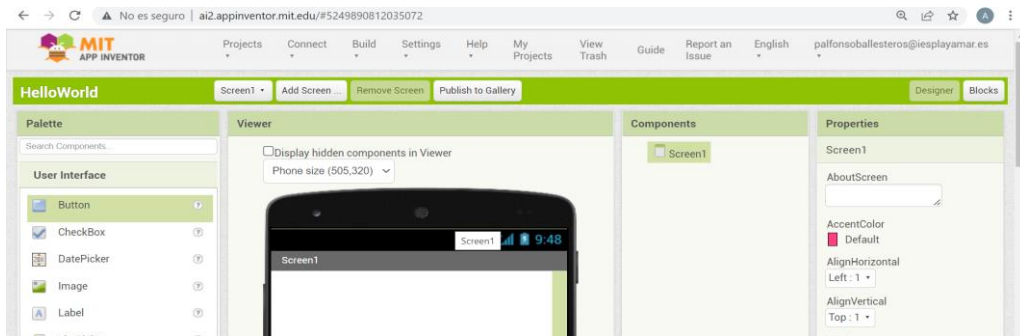 No es seguro | ai2.appinventor.mit.edu/#5249890812035072
A
MIT
APP INVENTOR
Projects
Connect
Build
Settings
Help
My
Projects
View
Trash
Guide
Report an
Issue
English
palfonsoballesteros@iesplayamar.es
HelloWorld
Screen1
Add Screen ...
Remove Screen
Publish to Gallery
Designer
Blocks
Palette
Search Components...
User Interface
Button
CheckBox
DatePicker
Image
Label
Viewer
Display hidden components in Viewer
Phone size (505,320)
Screen1
9:48
Screen1
Components
Screen1
Properties
Screen1
AboutScreen
AccentColor
Default
AlignHorizontal
Left : 1
AlignVertical
Top : 1